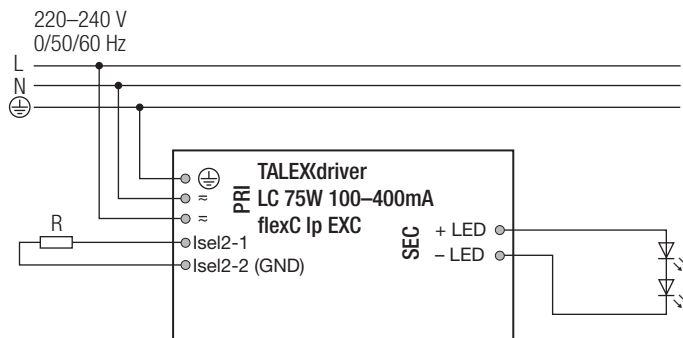 220–240 V
0/50/60 Hz
L
N
TALEXXdriver
LC 75W 100–400mA
flexC lp EXC
PRI
≈
≈
R
Isel2-1
Isel2-2 (GND)
SEC
+ LED
– LED